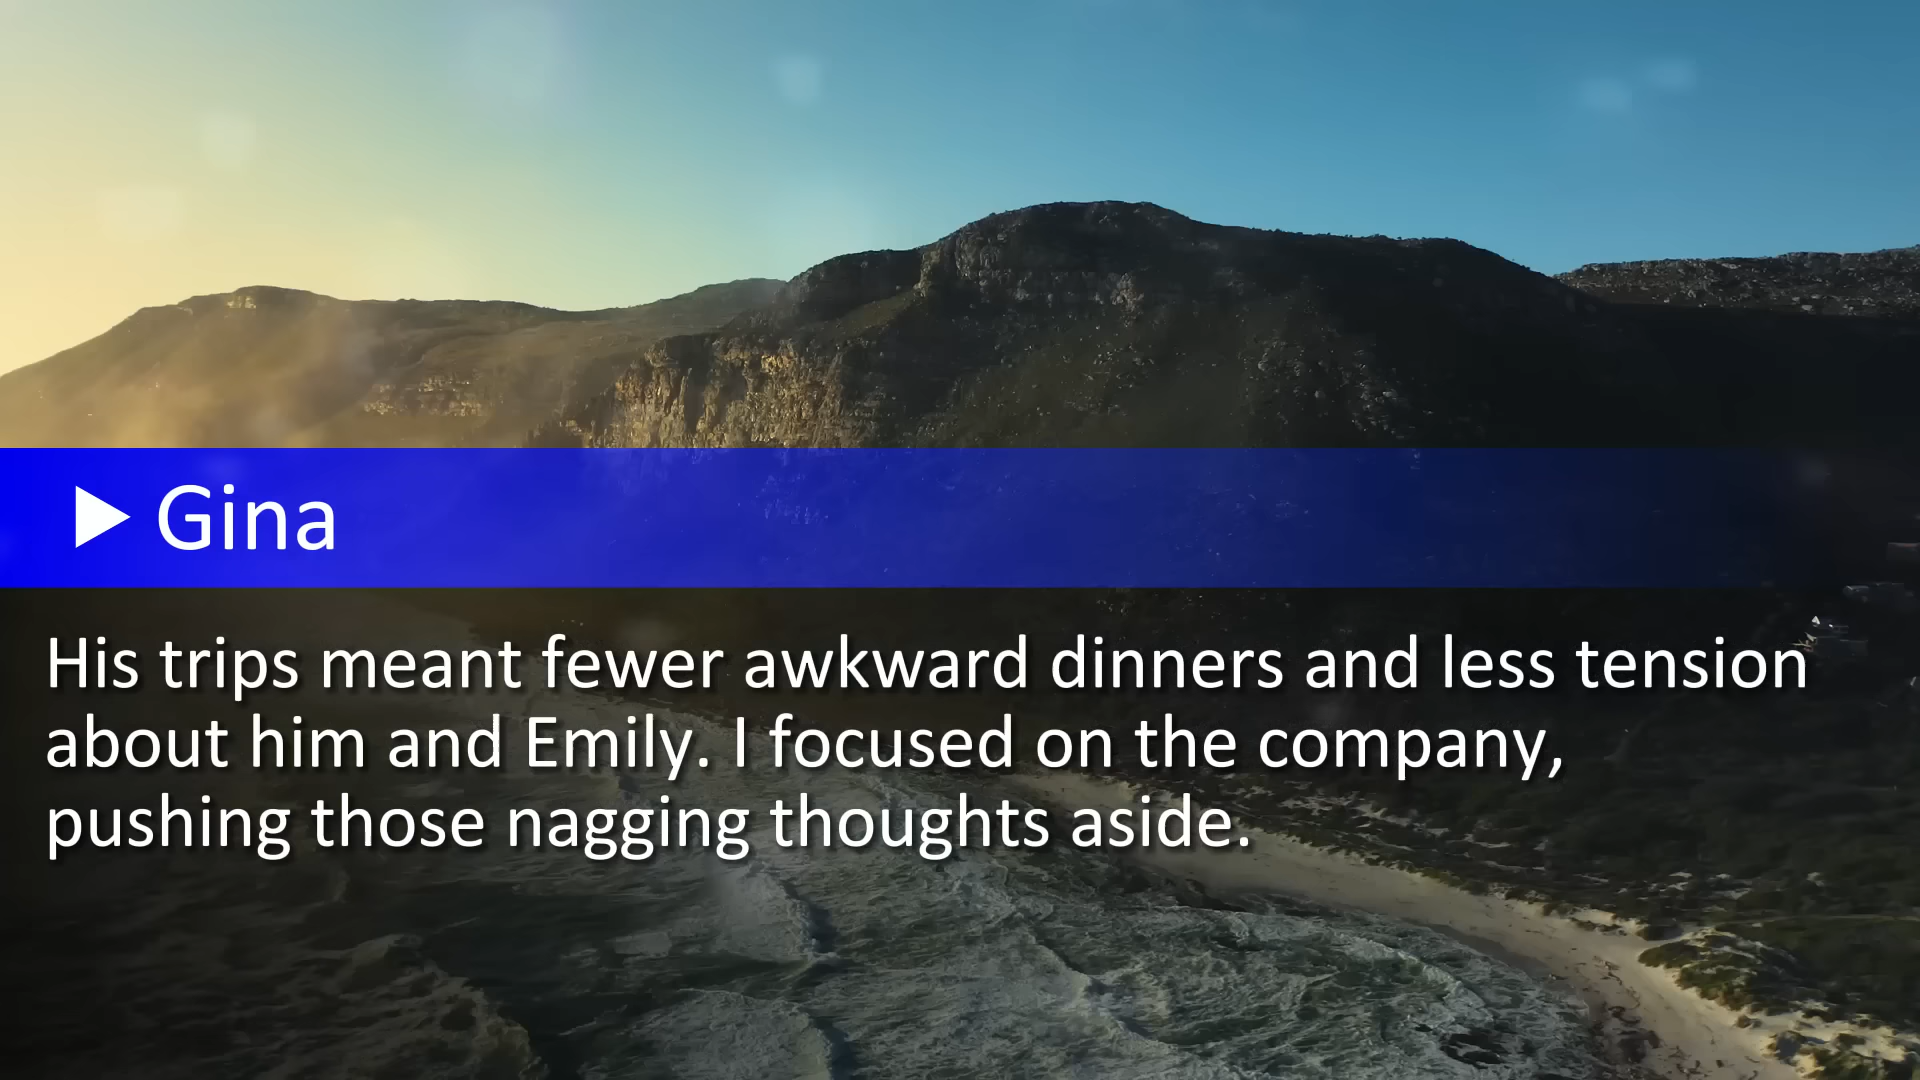 Gina
His trips meant fewer awkward dinners and less tension
about him and Emily. I focused on the company,
pushing those nagging thoughts aside.